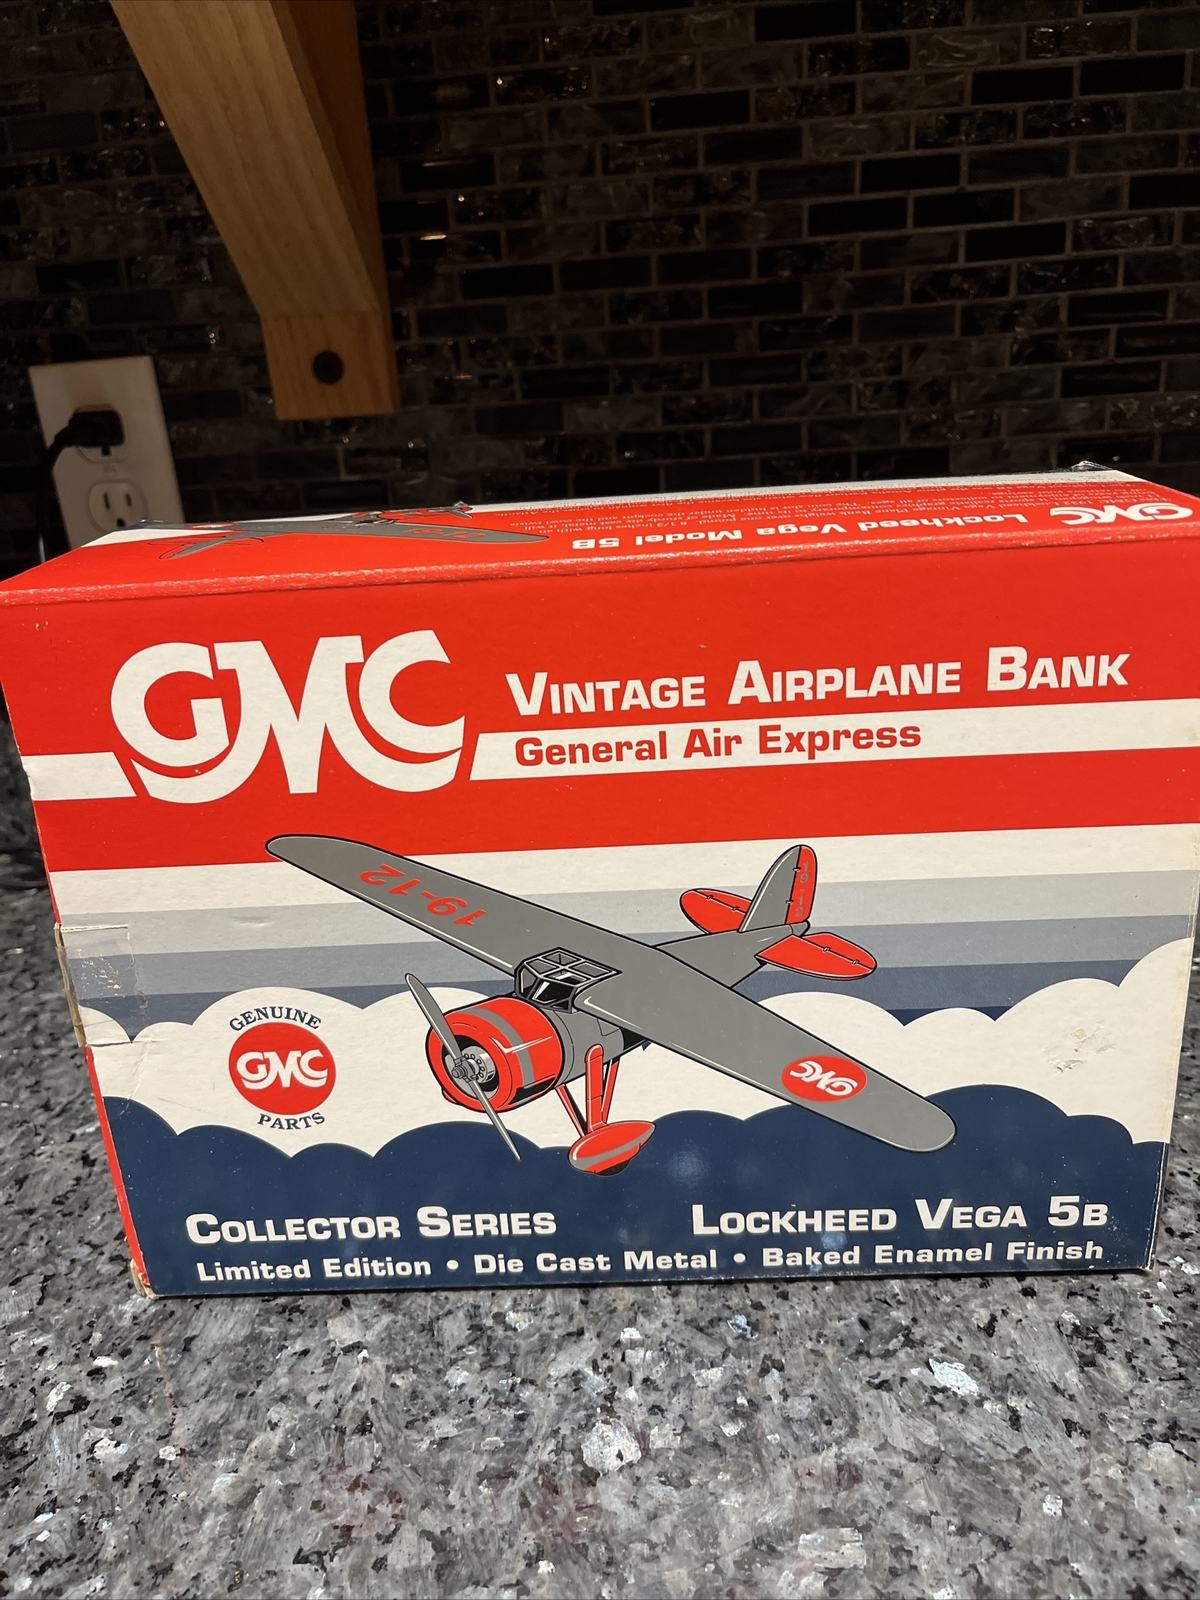 GMC Lockheed Vega Model 5B
GMC
VINTAGE AIRPLANE BANK
General Air Express
19-12
GENUINE
GMC
PARTS
GMC
COLLECTOR SERIES
LOCKHEED VEGA 5B
Limited Edition • Die Cast Metal • Baked Enamel Finish